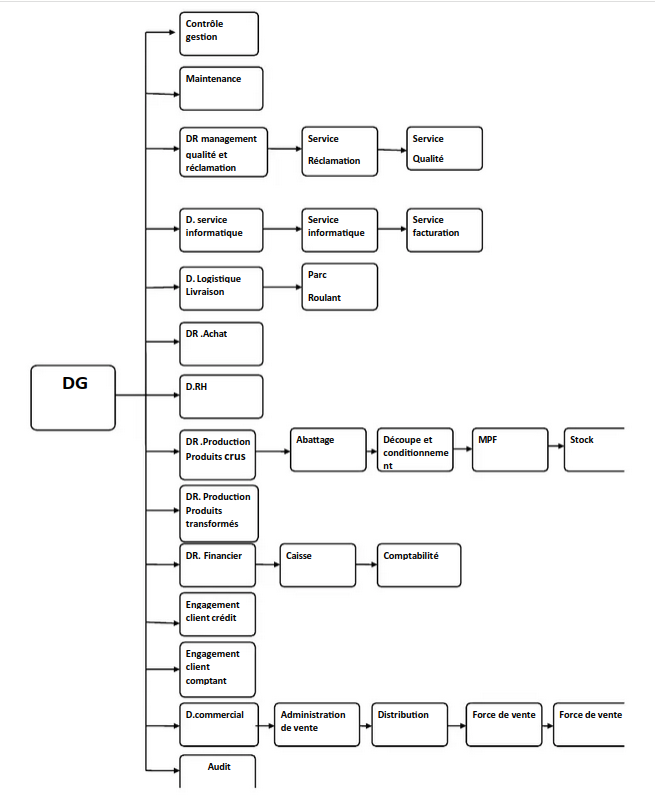 Contrôle
gestion
Maintenance
DR management
qualité et
réclamation
Service
Réclamation
Service
Qualité
D. service
informatique
Service
informatique
Service
facturation
D. Logistique
Livraison
Parc
Roulant
DR .Achat
DG
D.RH
DR .Production
Produits crus
Abattage
Découpe et
conditionneme
nt
MPF
Stock
DR. Production
Produits
transformés
DR. Financier
Caisse
Comptabilité
Engagement
client crédit
Engagement
client
comptant
D.commercial
Administration
de vente
Distribution
Force de vente
Force de vente
Audit